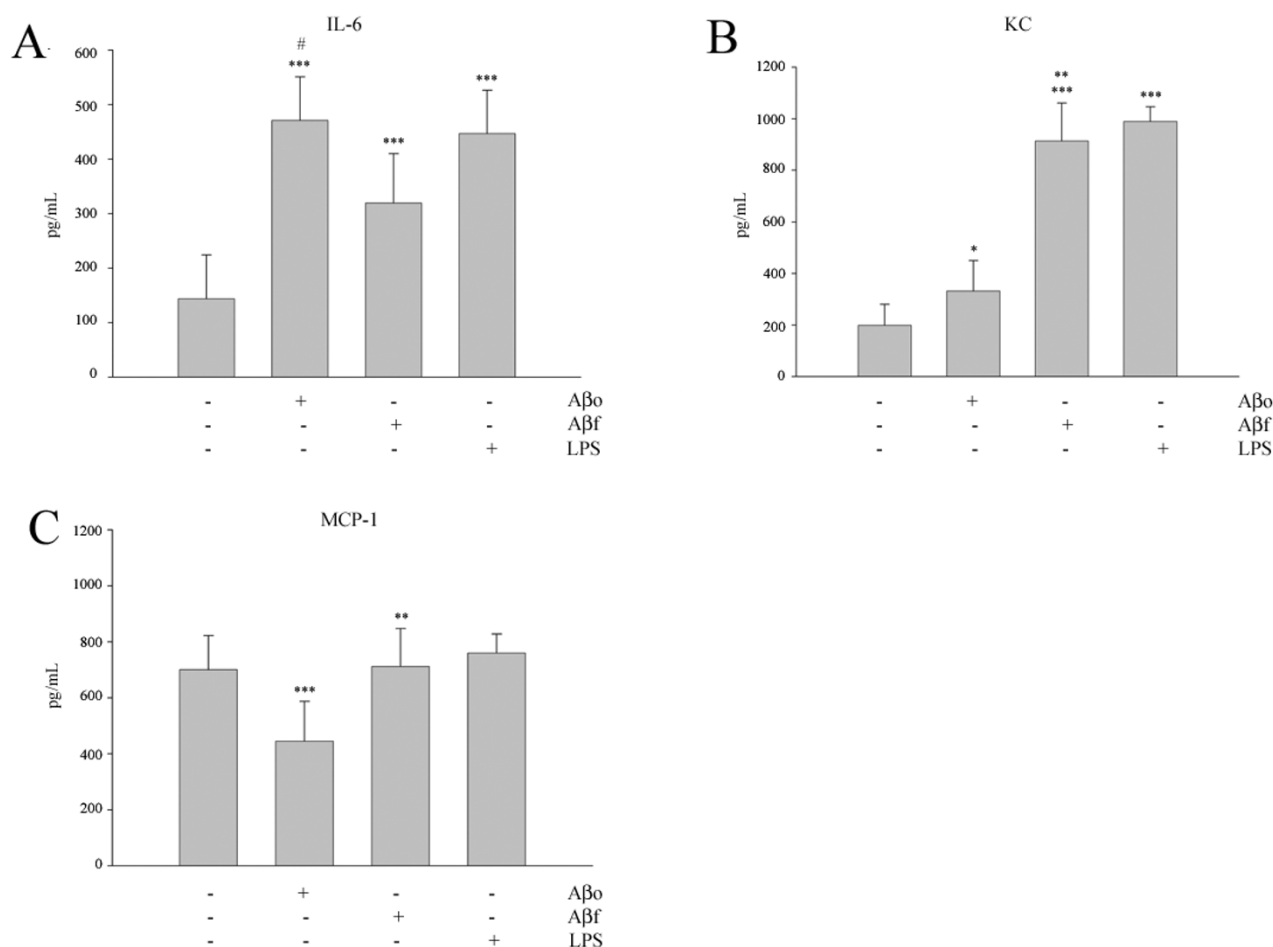 A
IL-6
600
500
400
300
200
100
0
pg/mL
#
***
***
***
- + - - Aβo
- - + - Aβf
- - - + LPS
B
KC
1200
1000
800
600
400
200
0
pg/mL
*
**
***
***
- + - - Aβo
- - + - Aβf
- - - + LPS
C
MCP-1
1200
1000
800
600
400
200
0
pg/mL
***
**
- + - - Aβo
- - + - Aβf
- - - + LPS